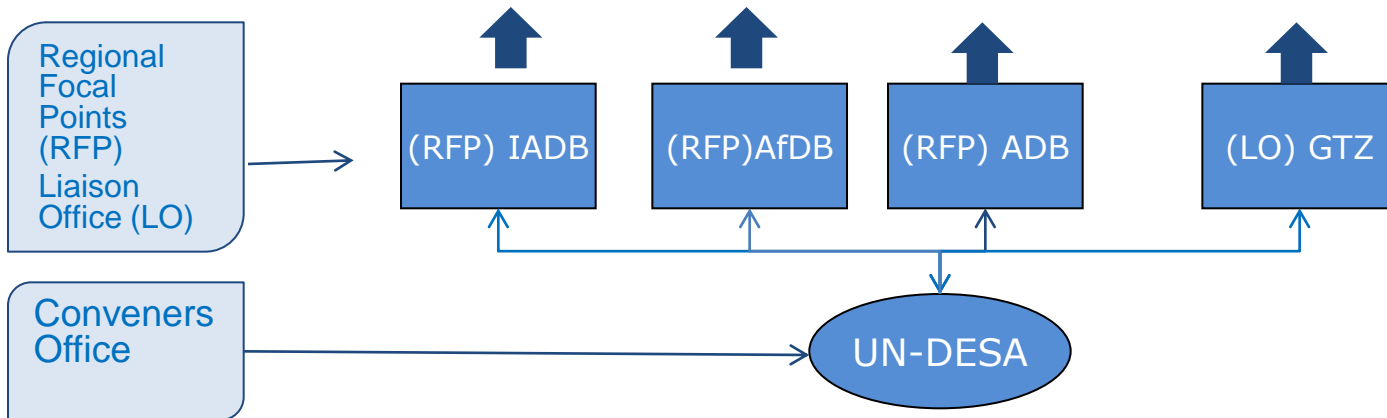 Regional
Focal
Points
(RFP)
Liaison
Office (LO)
(RFP) IADB
(RFP)AfDB
(RFP) ADB
(LO) GTZ
Conveners
Office
UN-DESA